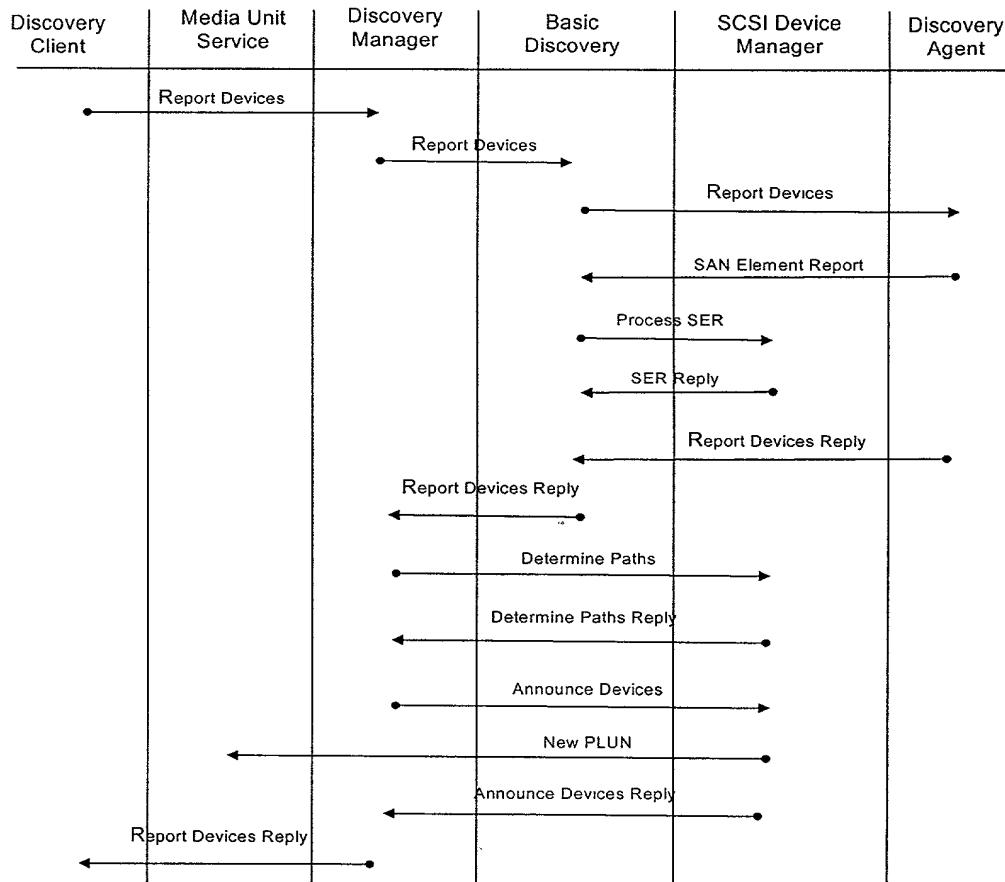 Discovery
Client
Media Unit
Service
Discovery
Manager
Basic
Discovery
SCSI Device
Manager
Discovery
Agent
Report Devices
Report Devices
Report Devices
SAN Element Report
Process SER
SER Reply
Report Devices Reply
Report Devices Reply
Determine Paths
Determine Paths Reply
Announce Devices
New PLUN
Announce Devices Reply
Report Devices Reply